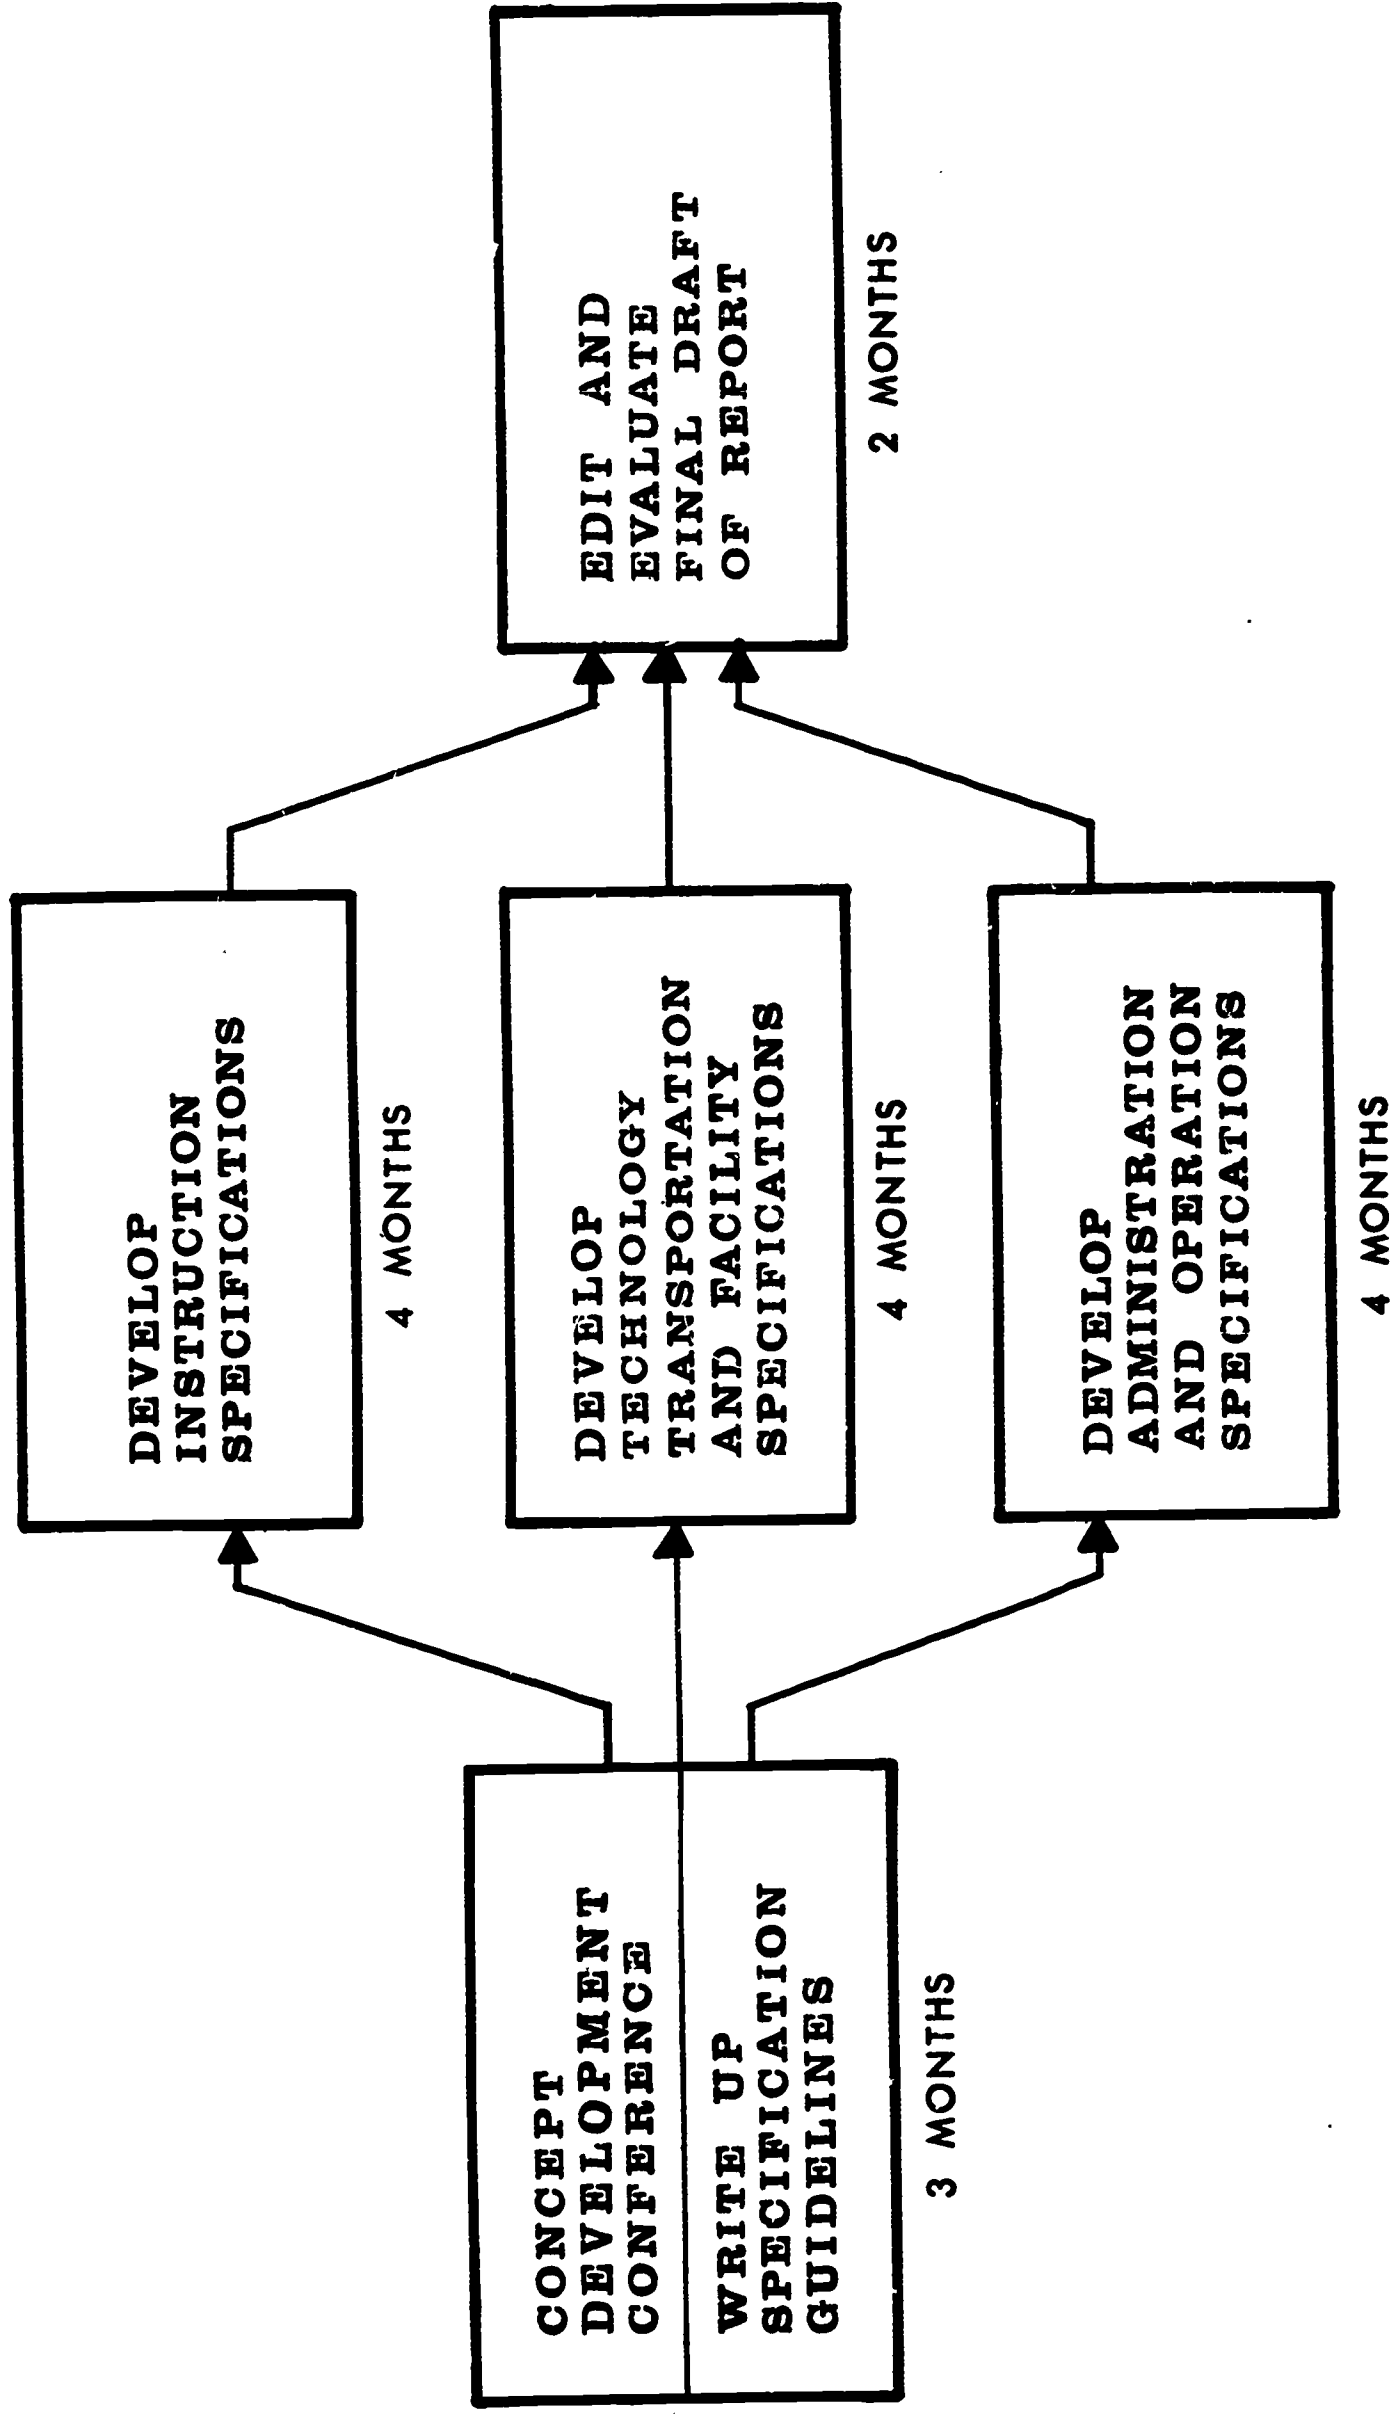 CONCEPT
DEVELOPMENT
CONFERENCE
WRITE UP
SPECIFICATION
GUIDELINES
3 MONTHS
DEVELOP
INSTRUCTION
SPECIFICATIONS
4 MONTHS
DEVELOP
TECHNOLOGY
TRANSPORTATION
AND FACILITY
SPECIFICATIONS
4 MONTHS
DEVELOP
ADMINISTRATION
AND OPERATION
SPECIFICATIONS
4 MONTHS
EDIT AND
EVALUATE
FINAL DRAFT
OF REPORT
2 MONTHS